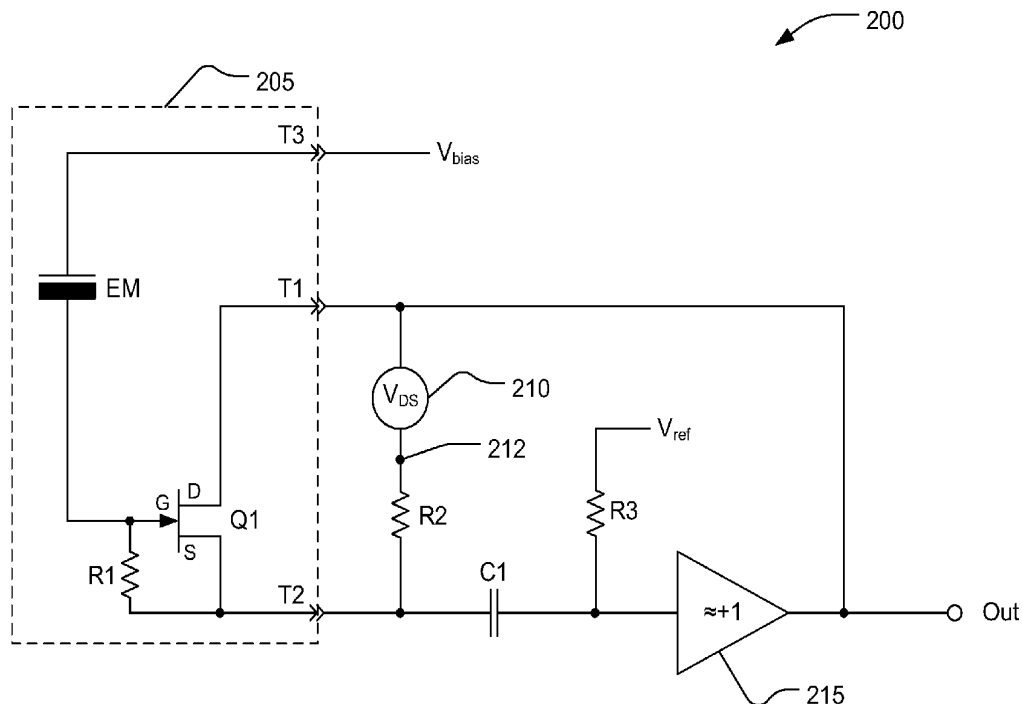 200
205
T3
V_bias
EM
T1
V_DS
210
212
V_ref
G
D
S
Q1
R1
R2
R3
C1
T2
≈+1
Out
215